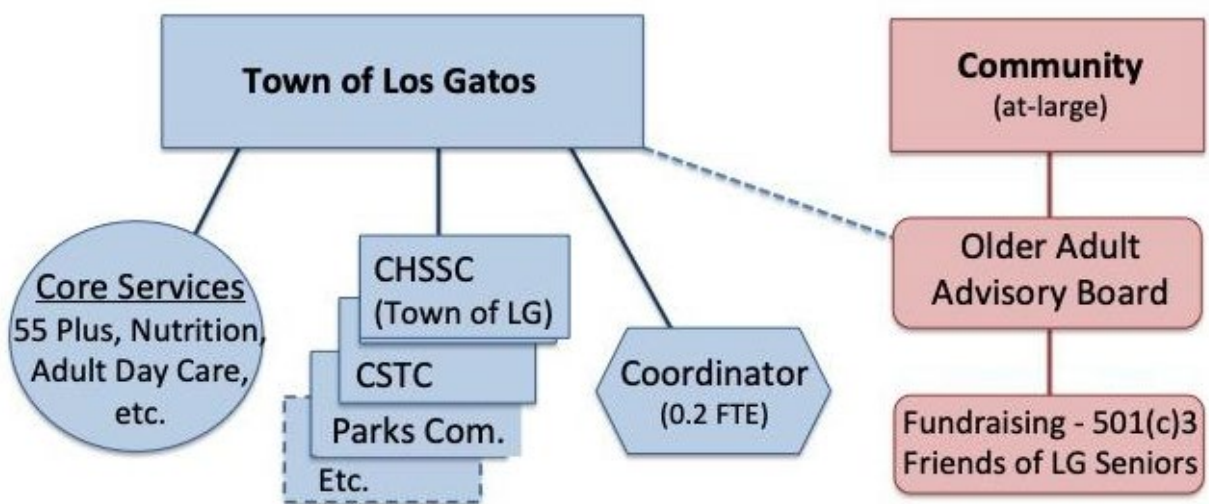 Town of Los Gatos
Community
(at-large)
Core Services
55 Plus, Nutrition,
Adult Day Care,
etc.
CHSSC
(Town of LG)
CSTC
Parks Com.
Etc.
Coordinator
(0.2 FTE)
Older Adult
Advisory Board
Fundraising - 501(c)3
Friends of LG Seniors